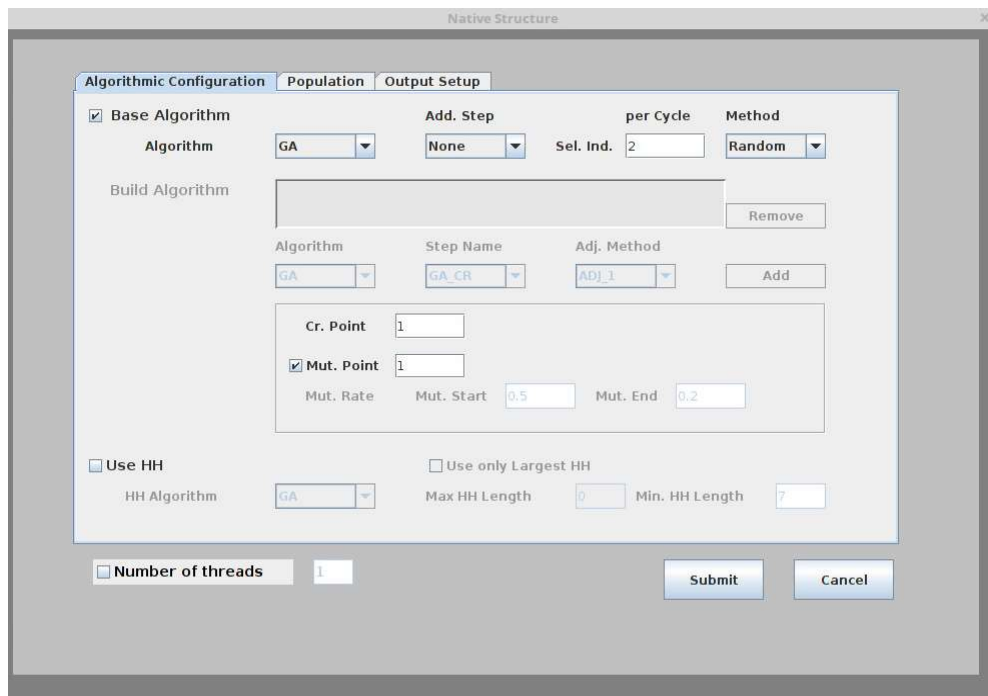 Native Structure
Algorithmic Configuration Population Output Setup
Base Algorithm Add. Step per Cycle Method
Algorithm GA None Sel. Ind. 2 Random
Build Algorithm
Remove
Algorithm Step Name Adj. Method
GA GA_CR ADJ_1 Add
Cr. Point 1
Mut. Point 1
Mut. Rate Mut. Start 0.5 Mut. End 0.2
Use HH Use only Largest HH
HH Algorithm GA Max HH Length 0 Min. HH Length 7
Number of threads 1 Submit Cancel